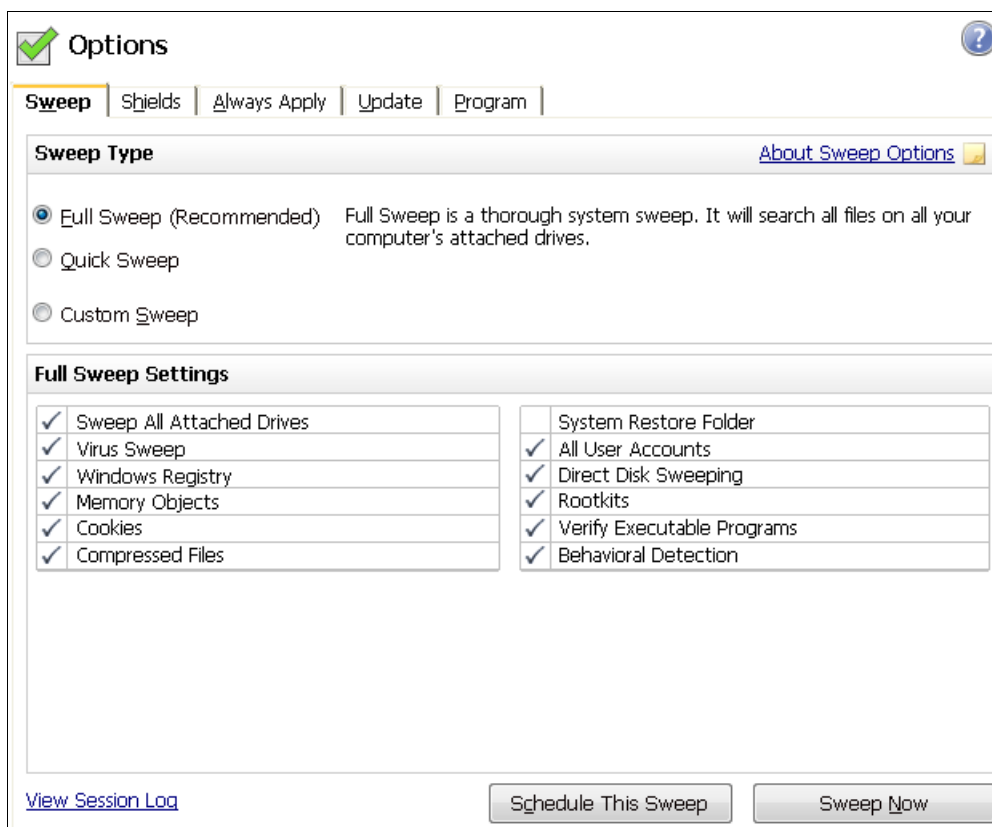 Options
?
Sweep Shields Always Apply Update Program
Sweep Type About Sweep Options
Full Sweep (Recommended) Full Sweep is a thorough system sweep. It will search all files on all your
computer's attached drives.
Quick Sweep
Custom Sweep
Full Sweep Settings
Sweep All Attached Drives System Restore Folder
Virus Sweep All User Accounts
Windows Registry Direct Disk Sweeping
Memory Objects Rootkits
Cookies Verify Executable Programs
Compressed Files Behavioral Detection
View Session Log Schedule This Sweep Sweep Now